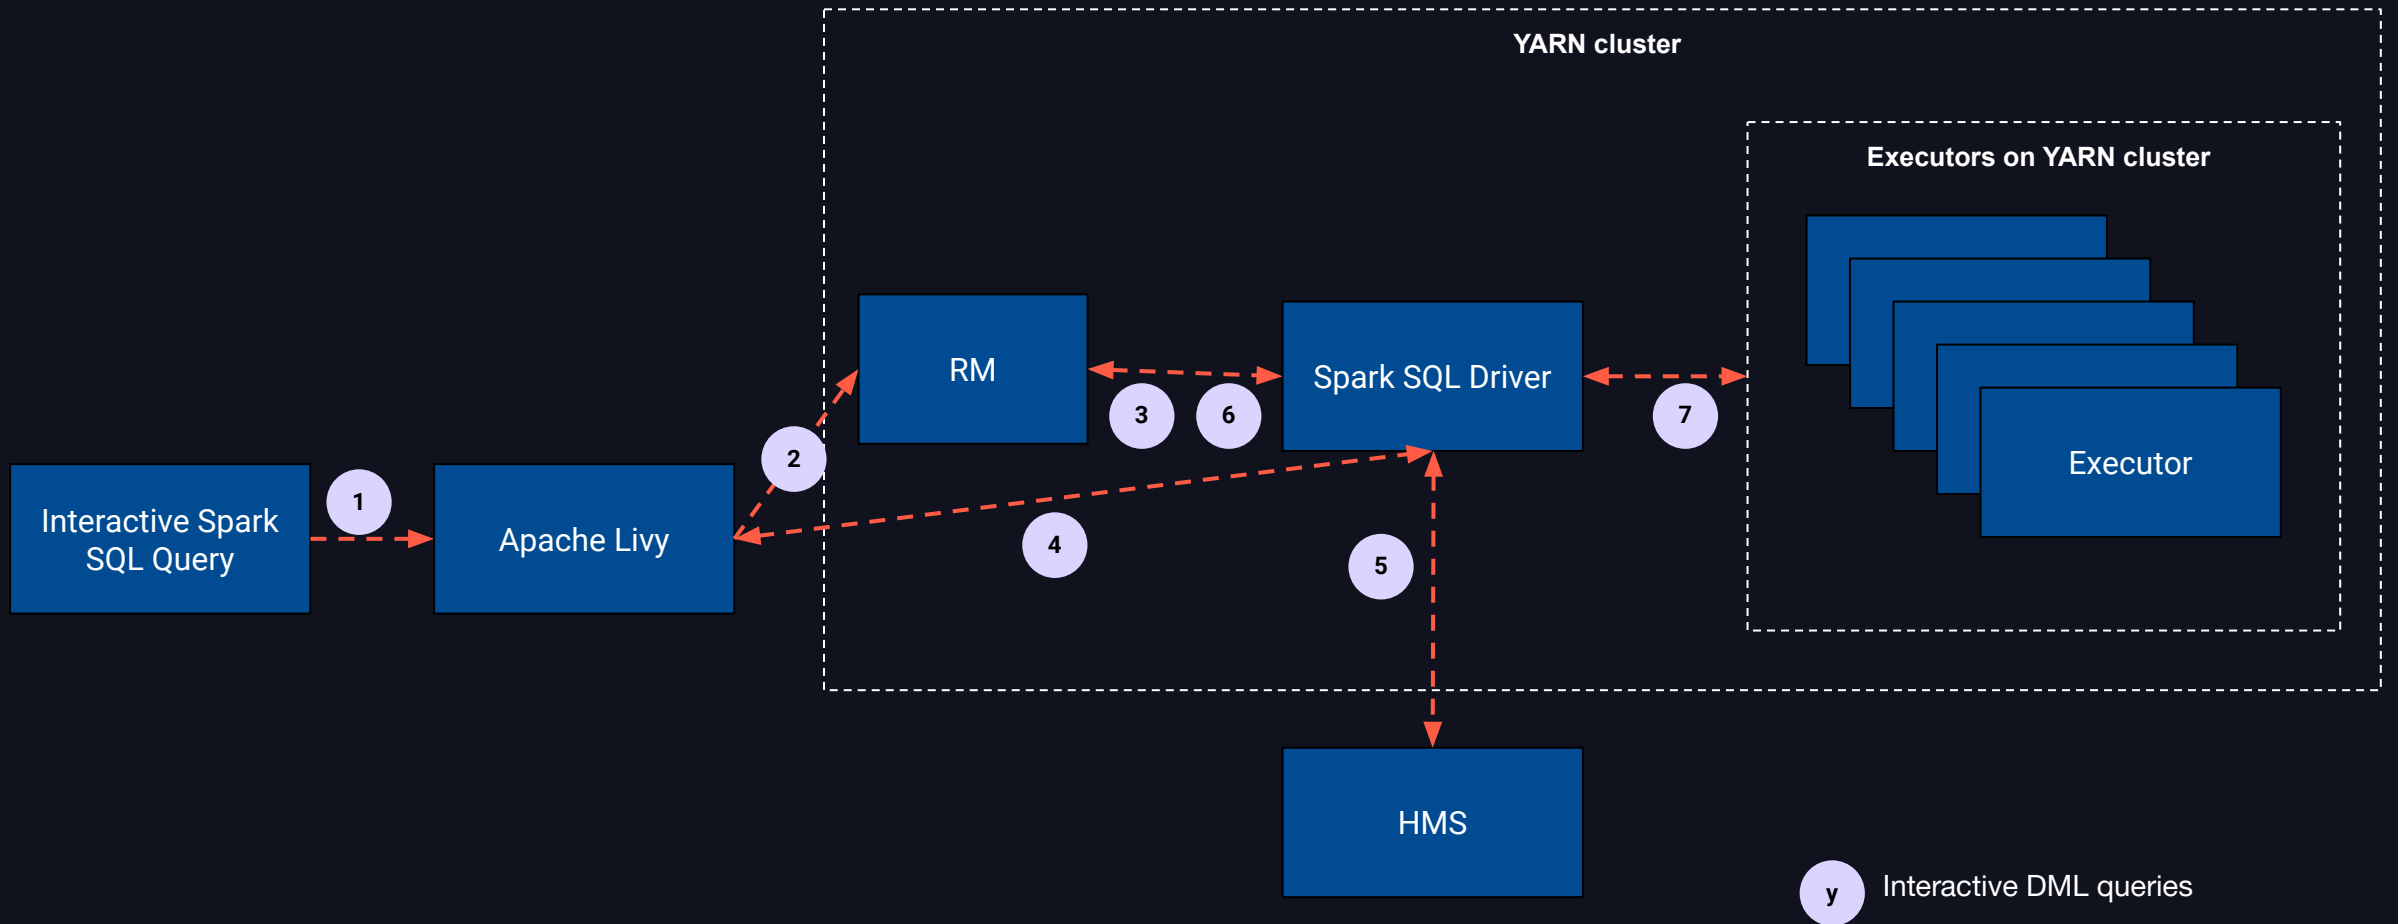 YARN cluster
Executors on YARN cluster
RM
Spark SQL Driver
3
6
7
2
Executor
1
Interactive Spark
SQL Query
Apache Livy
4
5
HMS
y
Interactive DML queries